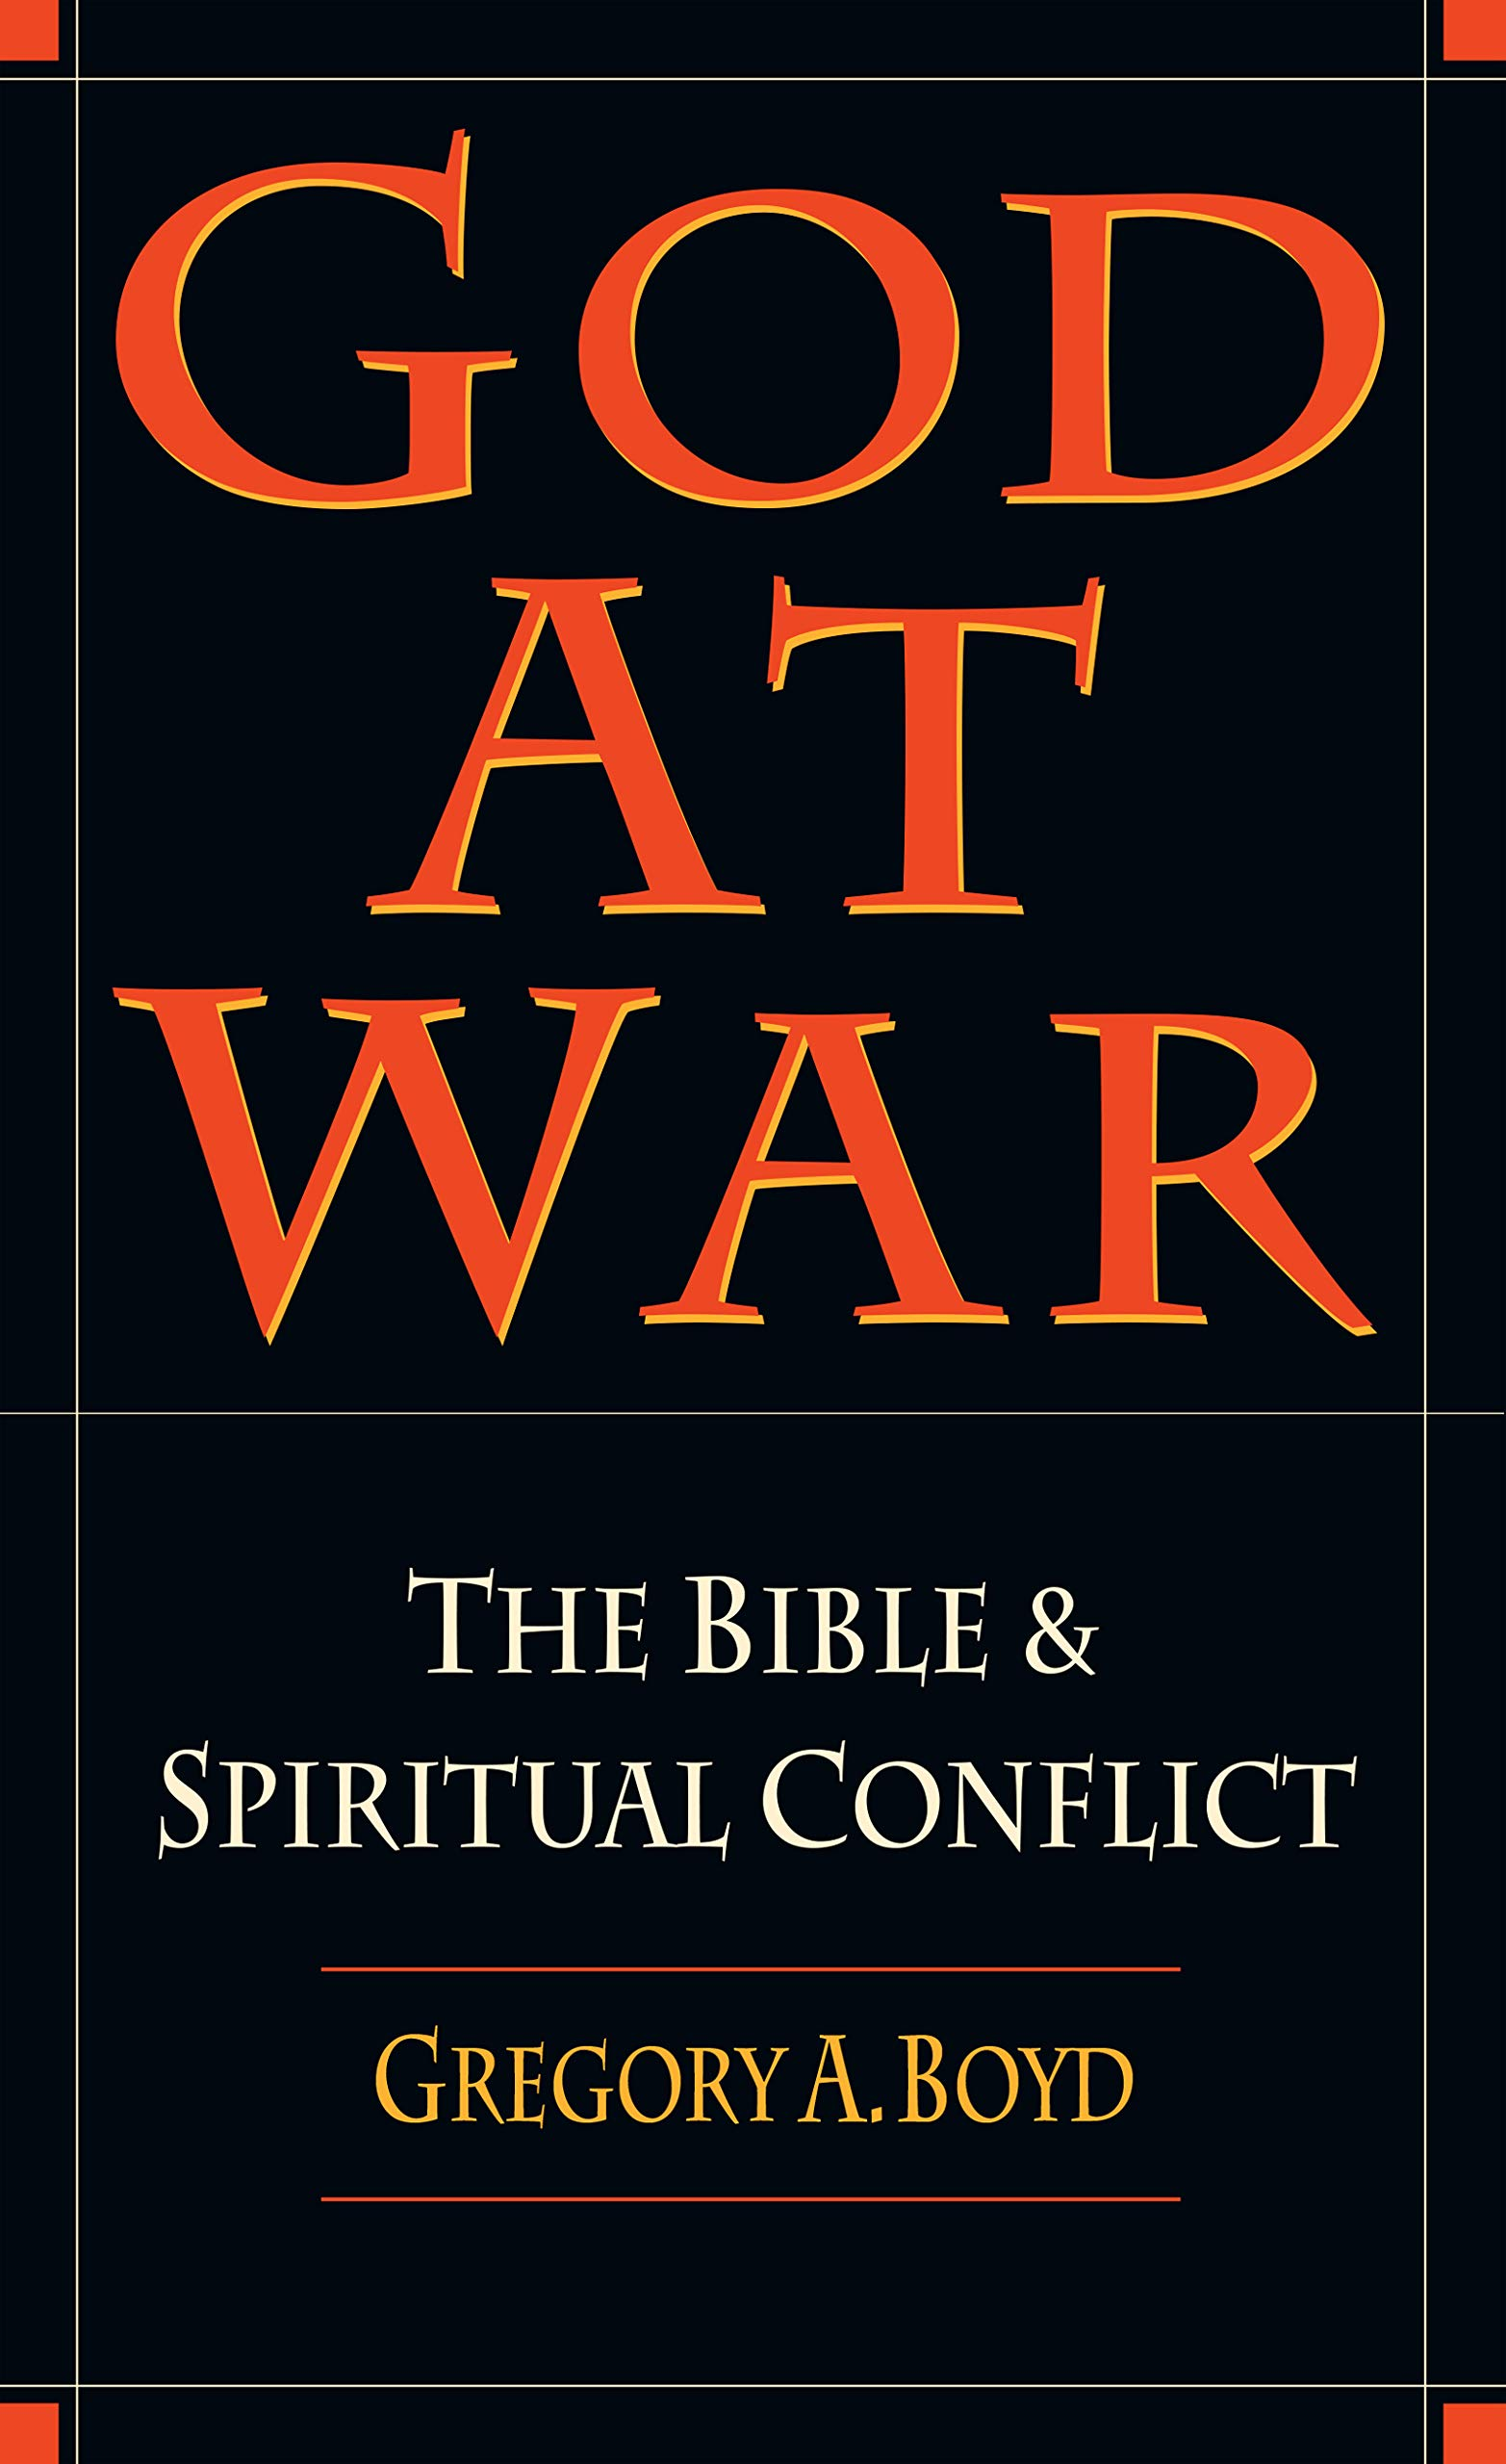 GOD
AT
WAR
THE BIBLE &
SPIRITUAL CONFLICT
GREGORY A. BOYD